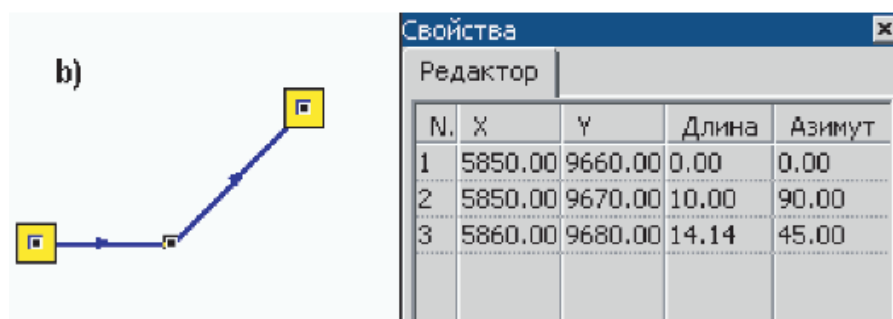 b)
Свойства
Редактор
N. X Y Длина Азимут
1 5850.00 9660.00 0.00 0.00
2 5850.00 9670.00 10.00 90.00
3 5860.00 9680.00 14.14 45.00